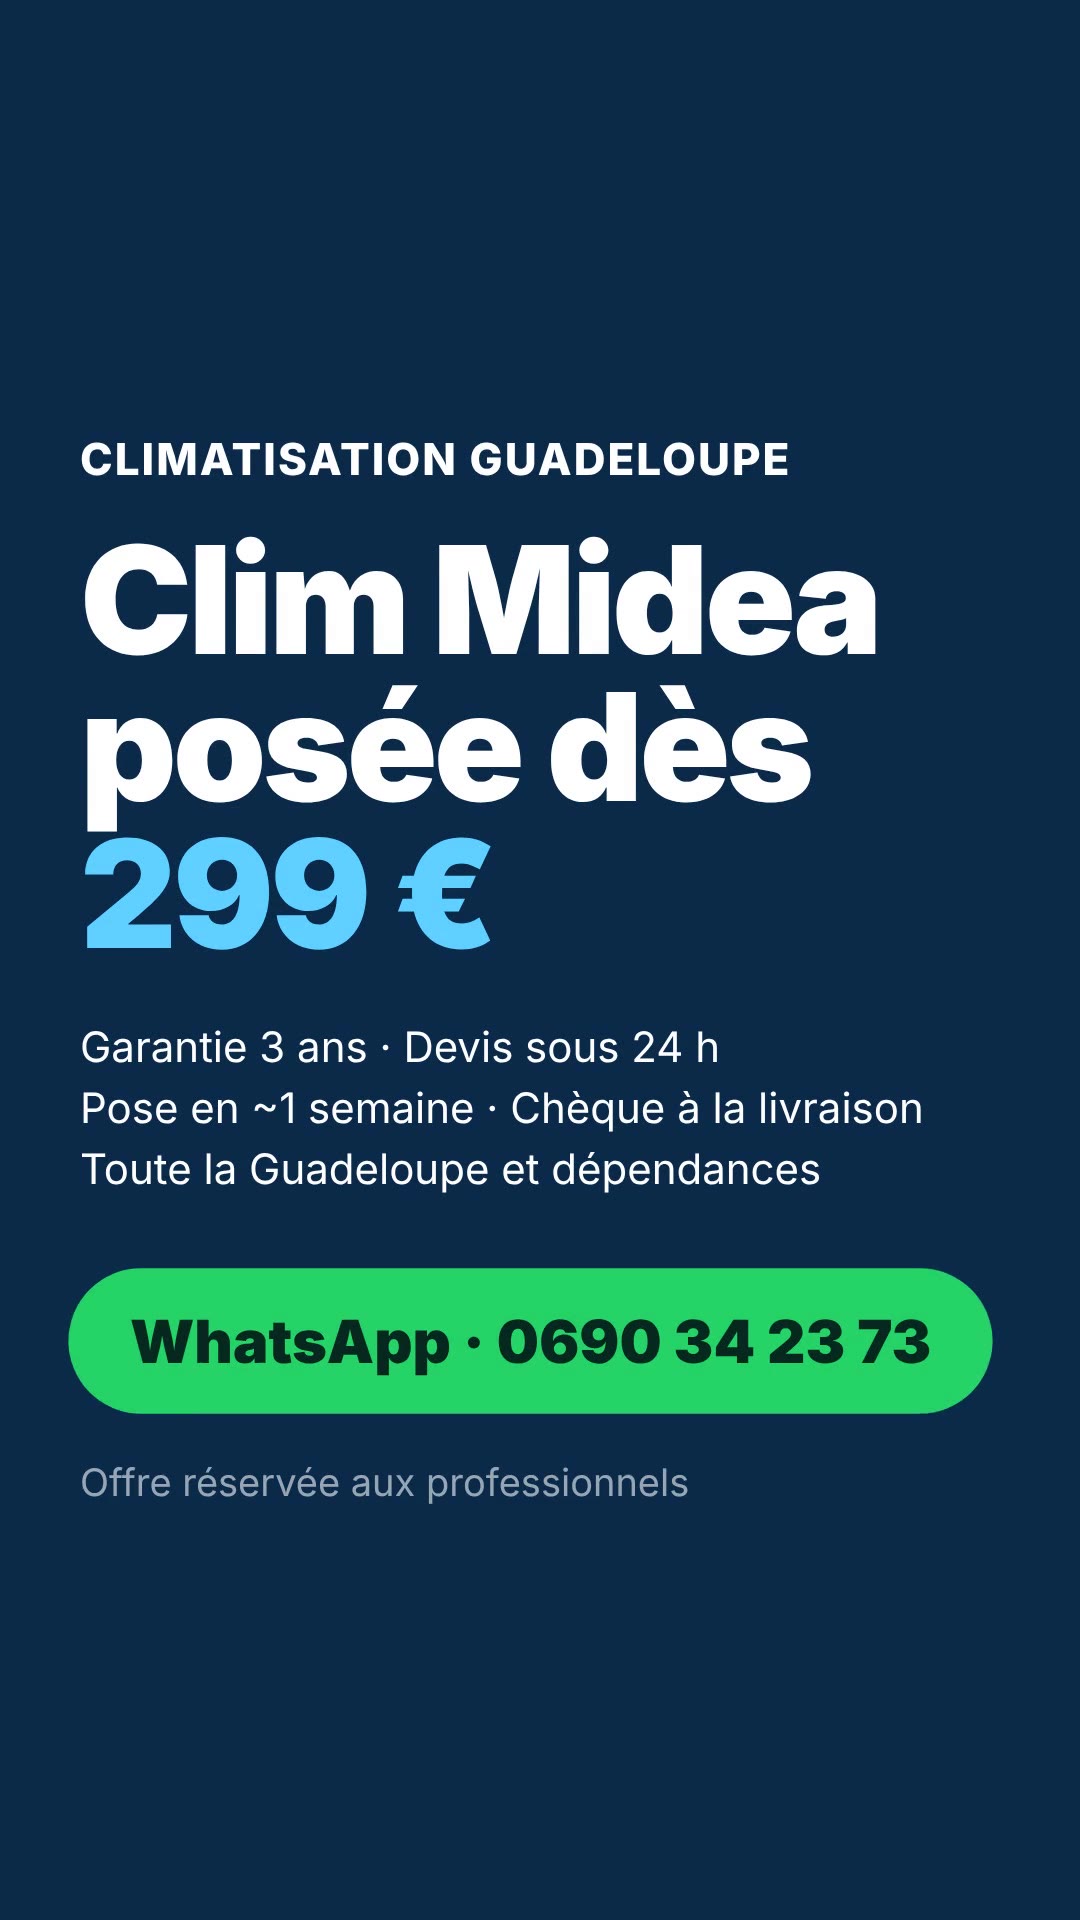 CLIMATISATION GUADELOUPE
Clim Midea
posée dès
299 €
Garantie 3 ans · Devis sous 24 h
Pose en ~1 semaine · Chèque à la livraison
Toute la Guadeloupe et dépendances
WhatsApp · 0690 34 23 73
Offre réservée aux professionnels